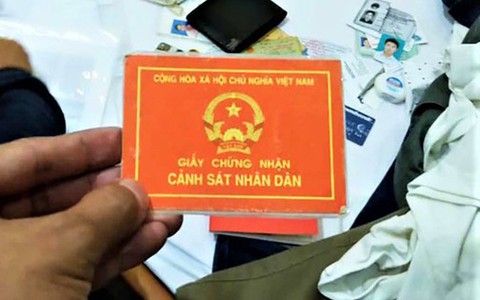 CỘNG HÒA XÃ HỘI CHỦ NGHĨA VIỆT NAM
GIẤY CHỨNG NHẬN
CẢNH SÁT NHÂN DÂN